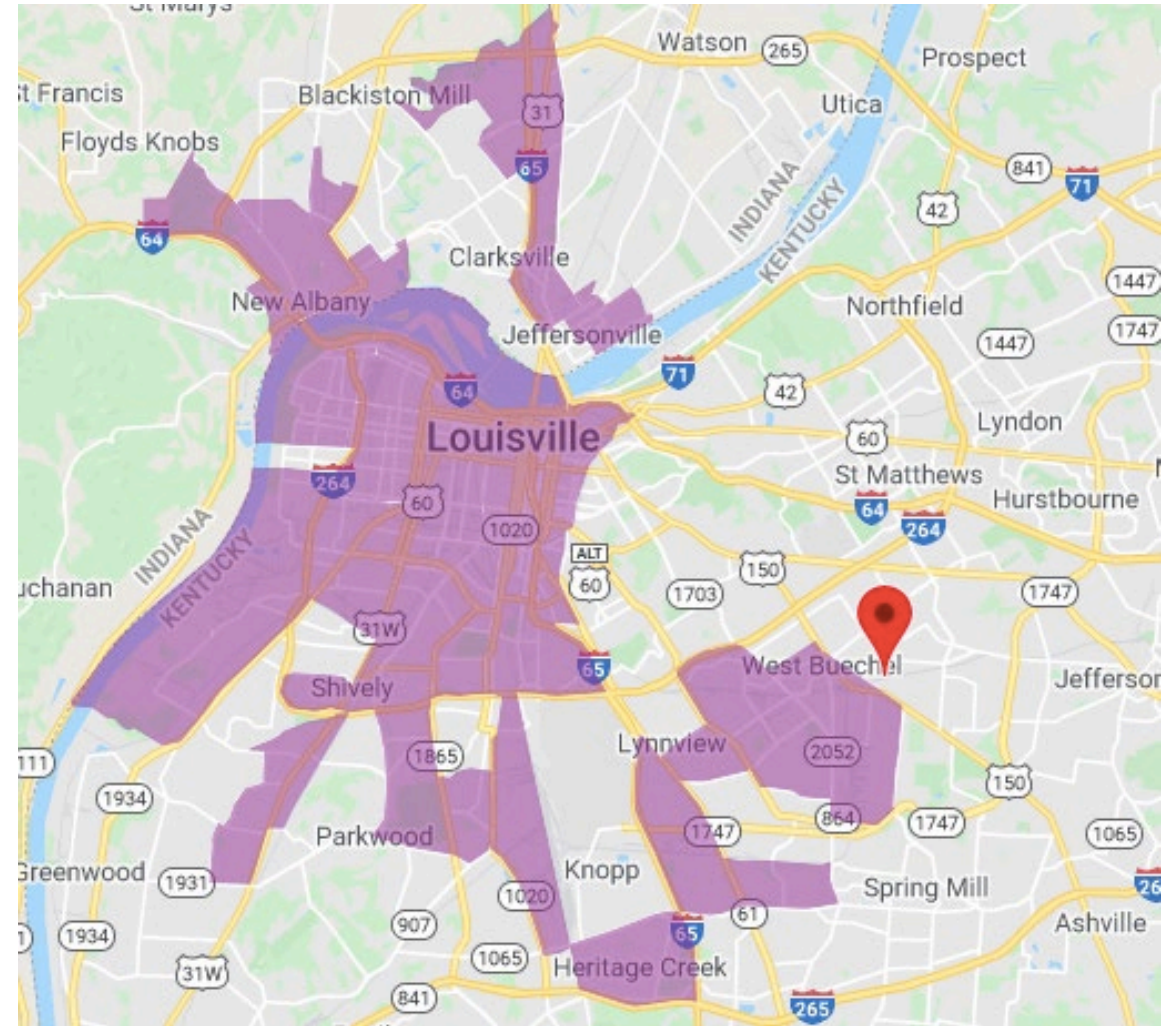 St Marys
Watson
265
Prospect
St Francis
Blackiston Mill
31
Utica
Floyds Knobs
65
841
71
42
INDIANA
KENTUCKY
64
Clarksville
1447
New Albany
Northfield
Jeffersonville
1447
1747
71
64
42
Lyndon
Louisville
60
St Matthews
264
60
Hurstbourne
64
1020
264
INDIANA
KENTUCKY
ALT
60
150
1703
1747
31W
65
West Buechel
Shively
Lynnview
1865
2052
111
150
1934
864
1747
1747
1065
Parkwood
Greenwood
1931
Knopp
1020
Spring Mill
61
907
1934
65
Ashville
1065
Heritage Creek
31W
841
265